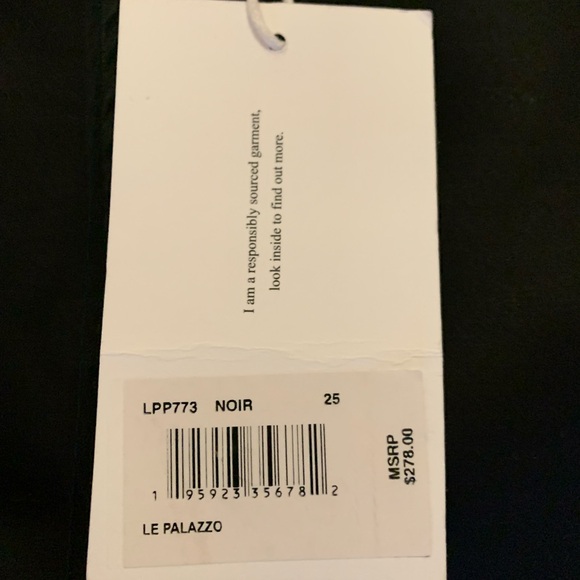 I am a responsibly sourced garment,
look inside to find out more.
LPP773 NOIR 25
1 95923 35678 2
LE PALAZZO
MSRP
$278.00